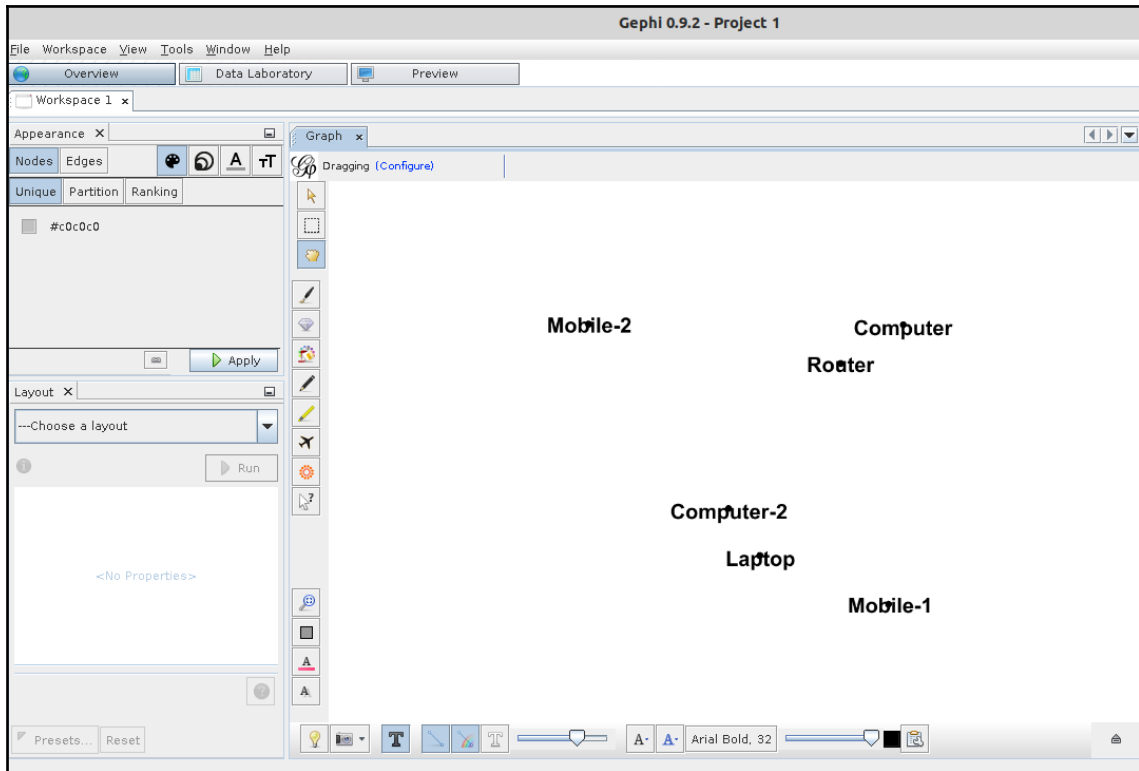 Gephi 0.9.2 - Project 1
File Workspace View Tools Window Help
Overview Data Laboratory Preview
Workspace 1 x
Appearance X
Nodes Edges A TT
Unique Partition Ranking
#c0c0c0
Apply
Layout X
---Choose a layout
Run
<No Properties>
Presets... Reset
Graph x
Gp Dragging (Configure)
Mobile-2
Computer
Router
Computer-2
Laptop
Mobile-1
?
A
A
T T A- A- Arial Bold, 32